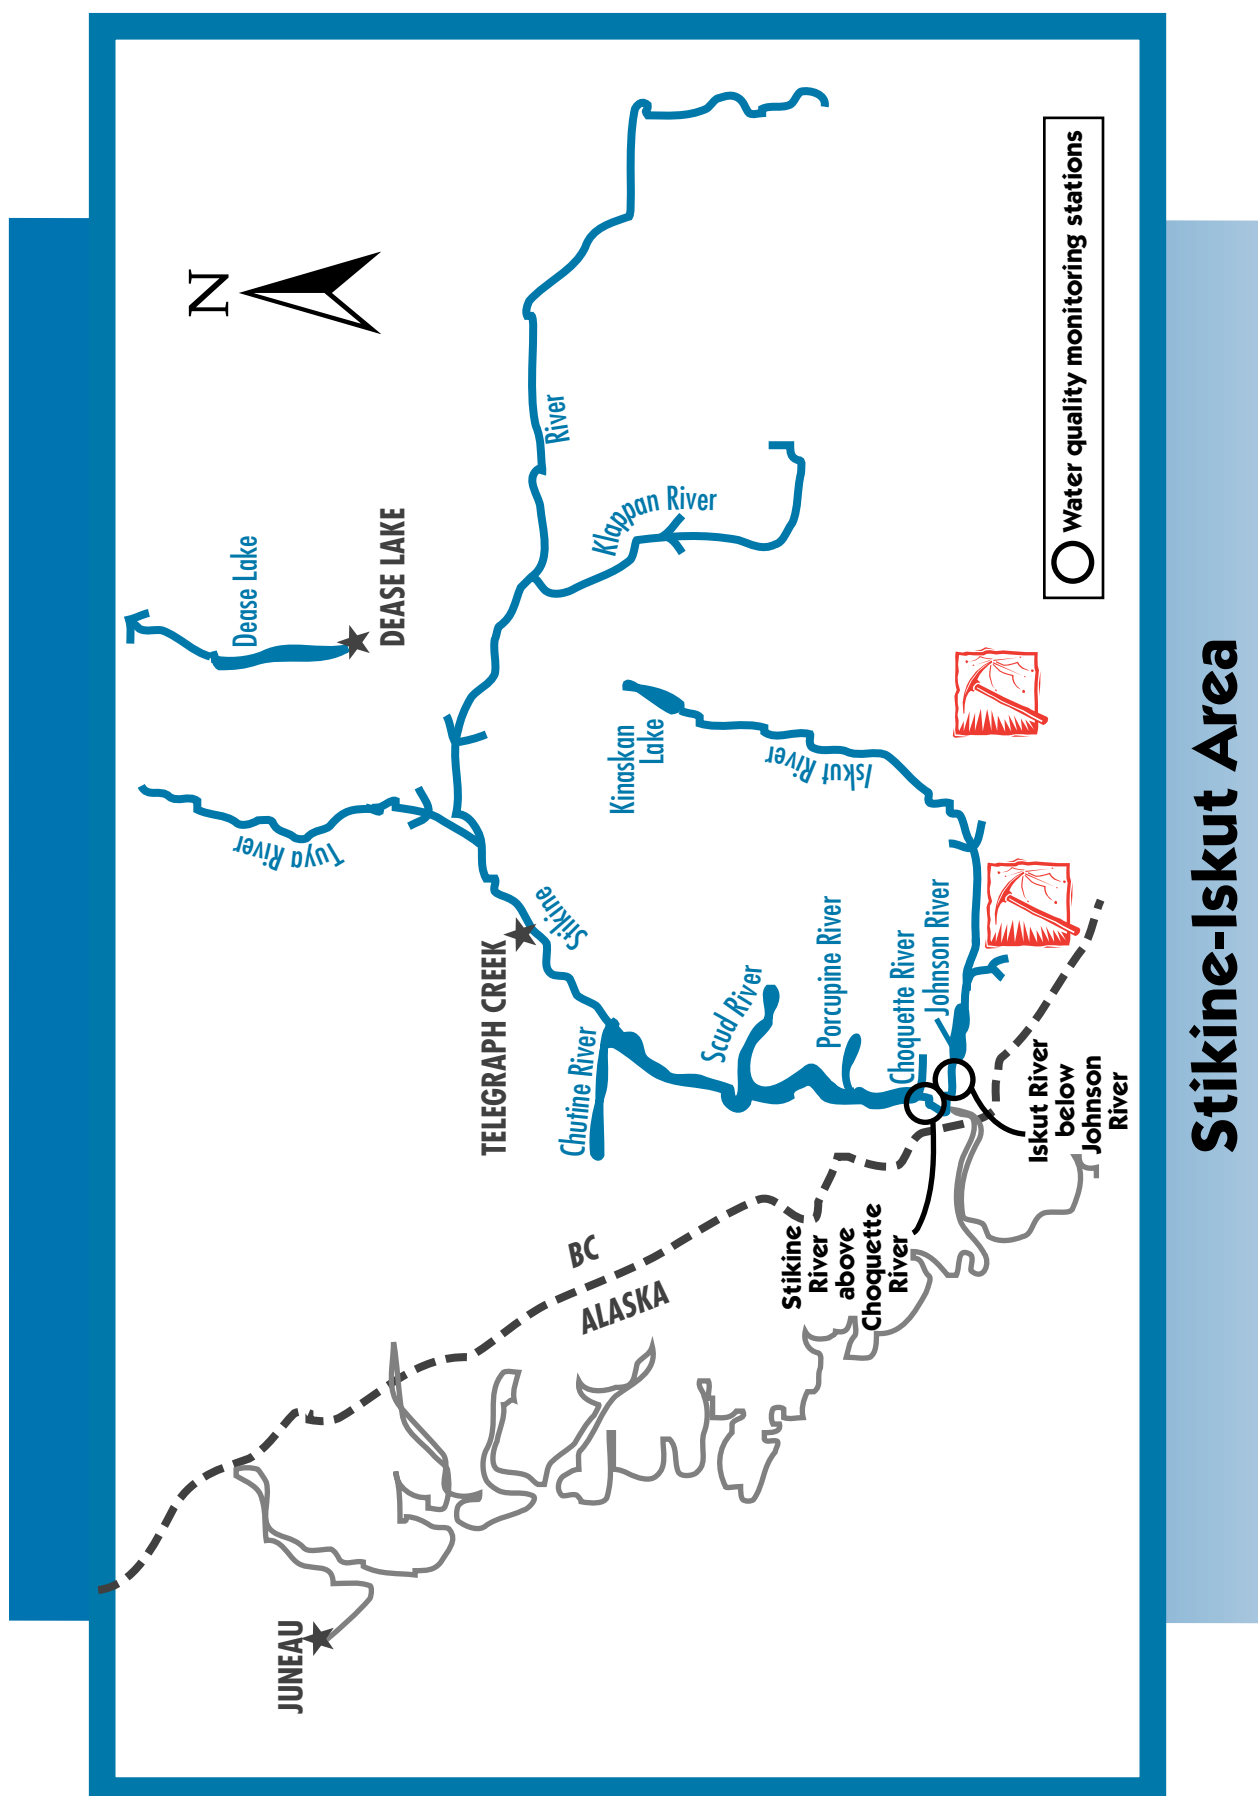 Stikine-Iskut Area
N
JUNEAU
Dease Lake
DEASE LAKE
Tuya River
TELEGRAPH CREEK
Stikine
River
Klappan River
Chutine River
BC
ALASKA
Kinaskan
Lake
Iskut River
Scud River
Porcupine River
Choquette River
Johnson River
Stikine
River
above
Choquette
River
Iskut River
below
Johnson
River
Water quality monitoring stations